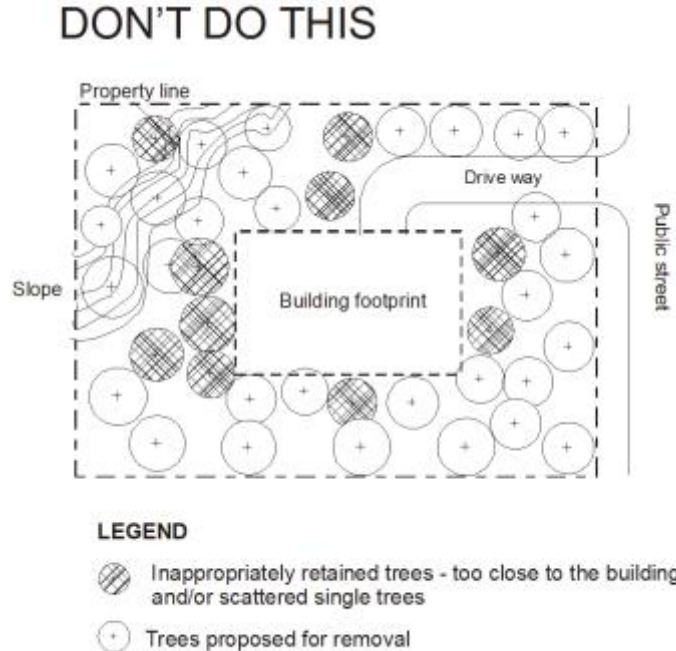 DON'T DO THIS
Property line
Drive way
Public street
Slope
Building footprint
LEGEND
Inappropriately retained trees - too close to the building
and/or scattered single trees
Trees proposed for removal